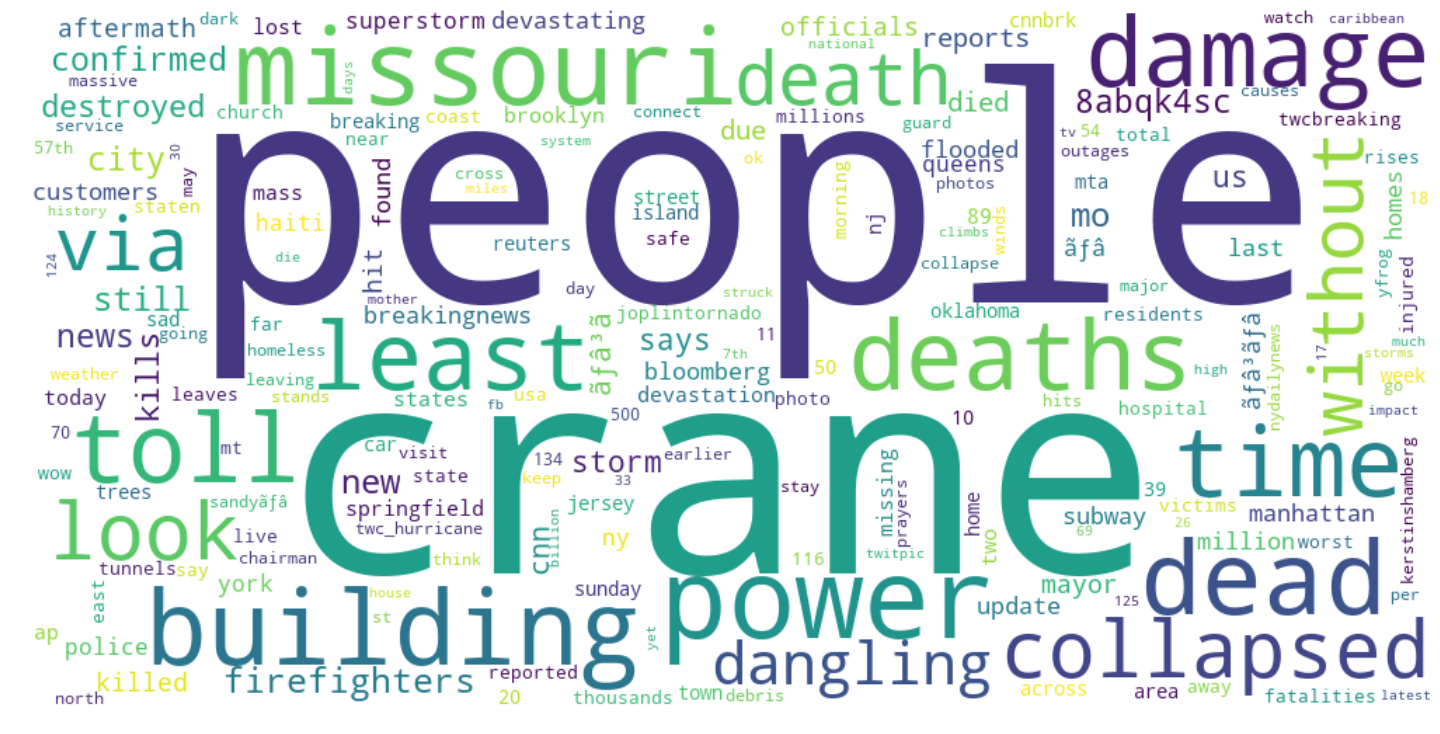 aftermath
dark
lost
superstorm
devastating
officials
national
cnnbrk
reports
watch
caribbean
confirmed
massive
missouri
days
death
damage
destroyed
church
breaking
coast
brooklyn
connect
millions
died
8abqk4sc
causes
twcbreaking
service
near
system
due
guard
tv
54
total
outages
57th
city
30
may
people
ok
flooded
queens
photos
mta
rises
customers
staten
history
mass
haiti
found
cross
miles
street
island
safe
morning
nj
89
climbs
winds
mo
ãƒâ
us
last
without
homes
18
via
124
die
hit
reuters
collapse
yfrog
injured
still
mother
day
struck
major
news
sad
going
far
breakingnews
joplintornado
oklahoma
residents
kills
homeless
least
ãƒâ³ã
says
7th
11
deaths
high
ãƒâ³ãƒâ
nydailynews
17
much
storms
weather
leaving
bloomberg
50
week
go
today
leaves
stands
states
fb
usa
devastation
photo
hits
hospital
impact
70
toll
mt
crane
car
visit
500
10
time
wow
trees
new
state
134
storm
earlier
keep
33
stay
missing
prayers
home
39
kerstinshamberg
look
sandyãƒâ
springfield
twc_hurricane
jersey
subway
victims
26
manhattan
69
live
chairman
think
cnn
billion
ny
116
twitpic
two
million
worst
tunnels
say
york
east
building
house
st
sunday
power
mayor
update
125
dead
per
ap
police
yet
dangling
collapsed
killed
firefighters
reported
across
area
away
north
20
thousands
town
debris
fatalities
latest